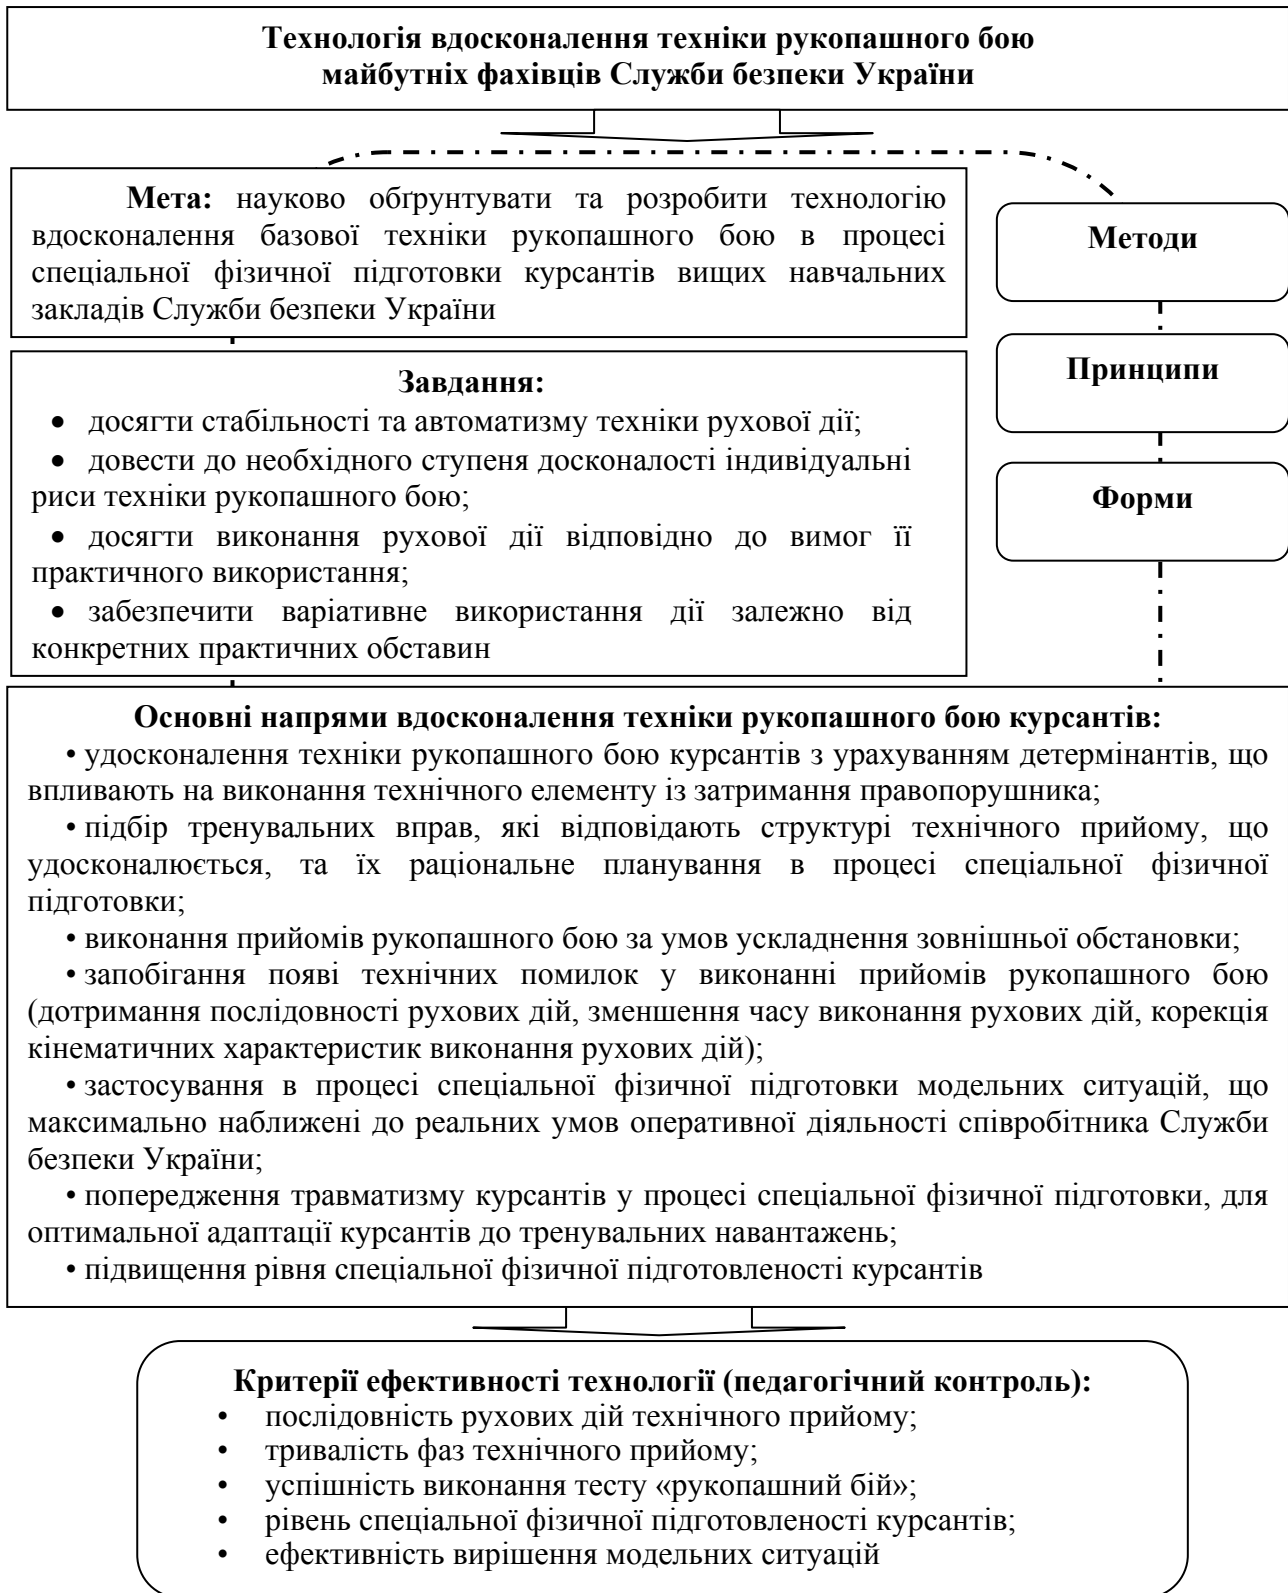 Технологія вдосконалення техніки рукопашного бою
майбутніх фахівців Служби безпеки України
Мета: науково обґрунтувати та розробити технологію
вдосконалення базової техніки рукопашного бою в процесі
спеціальної фізичної підготовки курсантів вищих навчальних
закладів Служби безпеки України
Методи
Принципи
Форми
Завдання:
• досягти стабільності та автоматизму техніки рухової дії;
• довести до необхідного ступеня досконалості індивідуальні
риси техніки рукопашного бою;
• досягти виконання рухової дії відповідно до вимог її
практичного використання;
• забезпечити варіативне використання дії залежно від
конкретних практичних обставин
Основні напрями вдосконалення техніки рукопашного бою курсантів:
• удосконалення техніки рукопашного бою курсантів з урахуванням детермінантів, що
впливають на виконання технічного елементу із затримання правопорушника;
• підбір тренувальних вправ, які відповідають структурі технічного прийому, що
удосконалюється, та їх раціональне планування в процесі спеціальної фізичної
підготовки;
• виконання прийомів рукопашного бою за умов ускладнення зовнішньої обстановки;
• запобігання появі технічних помилок у виконанні прийомів рукопашного бою
(дотримання послідовності рухових дій, зменшення часу виконання рухових дій, корекція
кінематичних характеристик виконання рухових дій);
• застосування в процесі спеціальної фізичної підготовки модельних ситуацій, що
максимально наближені до реальних умов оперативної діяльності співробітника Служби
безпеки України;
• попередження травматизму курсантів у процесі спеціальної фізичної підготовки, для
оптимальної адаптації курсантів до тренувальних навантажень;
• підвищення рівня спеціальної фізичної підготовленості курсантів
Критерії ефективності технології (педагогічний контроль):
• послідовність рухових дій технічного прийому;
• тривалість фаз технічного прийому;
• успішність виконання тесту «рукопашний бій»;
• рівень спеціальної фізичної підготовленості курсантів;
• ефективність вирішення модельних ситуацій